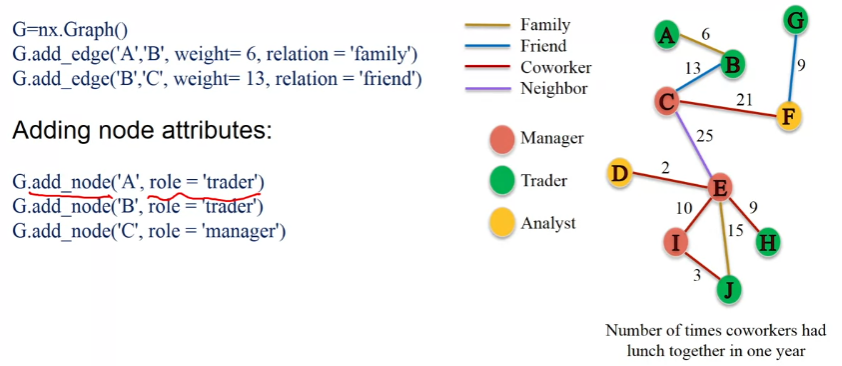 G=nx.Graph()
G.add_edge('A','B', weight= 6, relation = 'family')
G.add_edge('B','C', weight= 13, relation = 'friend')
Adding node attributes:
G.add_node('A', role = 'trader')
G.add_node('B', role = 'trader')
G.add_node('C', role = 'manager')
Family
Friend
Coworker
Neighbor
Manager
Trader
Analyst
G
A 6
13 B 9
C 21
F
25
D 2
E
10 9
15
I H
3
J
Number of times coworkers had
lunch together in one year